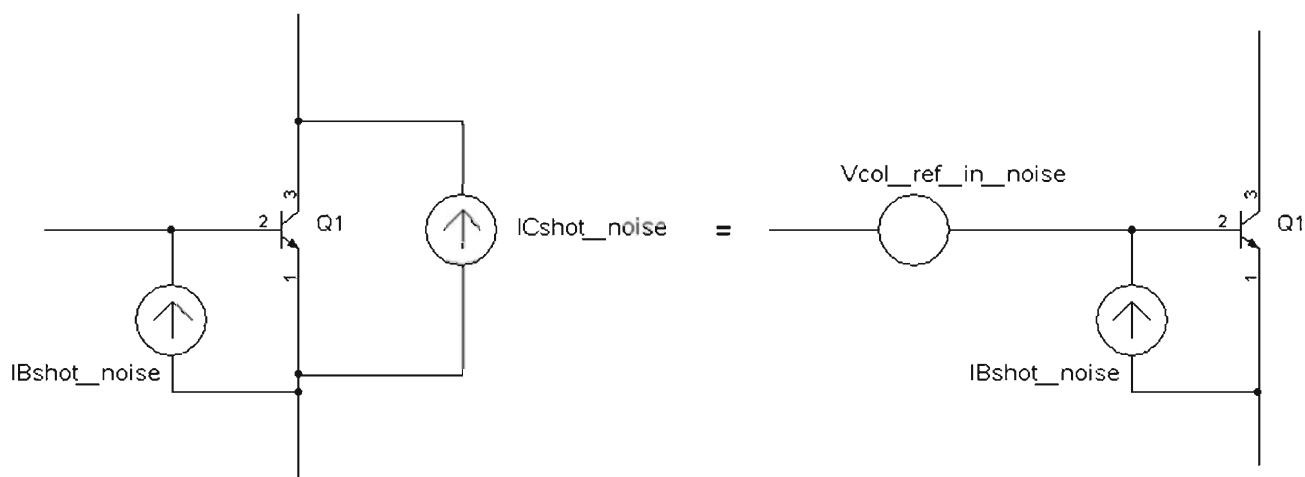 3
2
Q1
ICshot__noise
1
IBshot__noise
=
Vcol__ref__in__noise
3
2
Q1
1
IBshot__noise